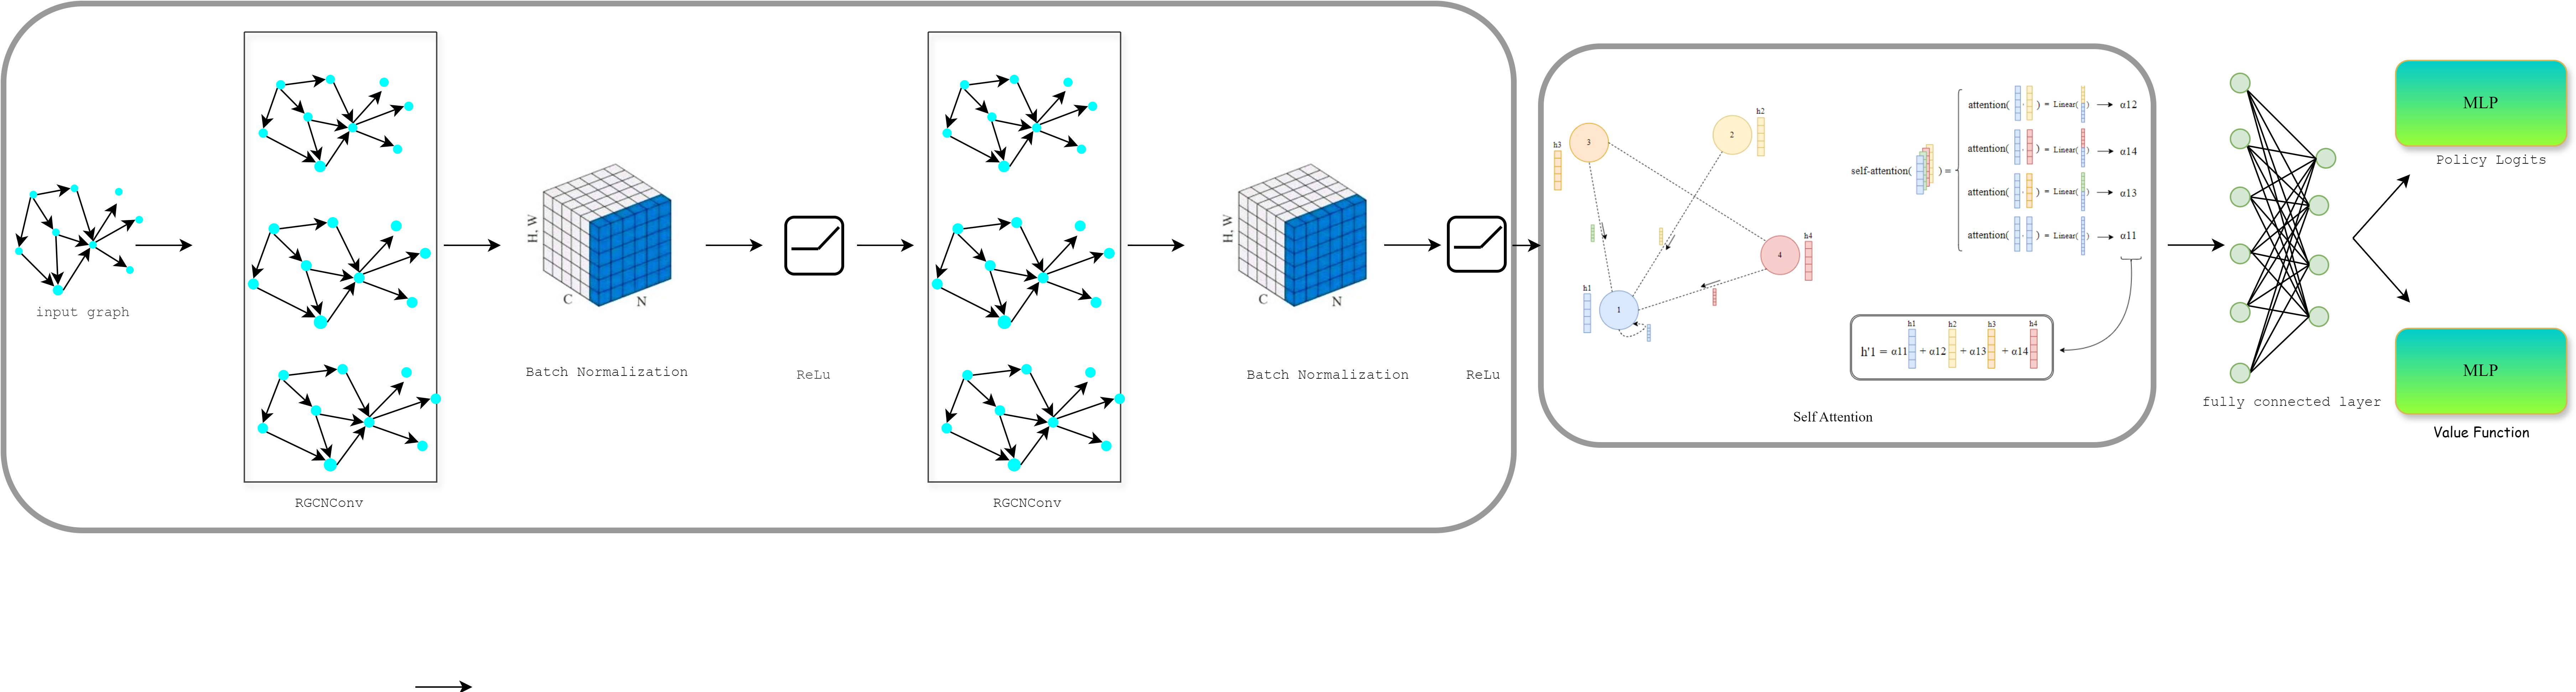 input graph
RGCNConv
H, W
C
N
Batch Normalization
ReLu
RGCNConv
H, W
C
N
Batch Normalization
ReLu
h3
3
2
h2
4
h4
h1
1
self-attention( ) =
attention( · ) = Linear( ) α12
attention( · ) = Linear( ) α14
attention( · ) = Linear( ) α13
attention( · ) = Linear( ) α11
h1 h2 h3 h4
h'1 = α11 + α12 + α13 + α14
Self Attention
fully connected layer
MLP
Policy Logits
MLP
Value Function